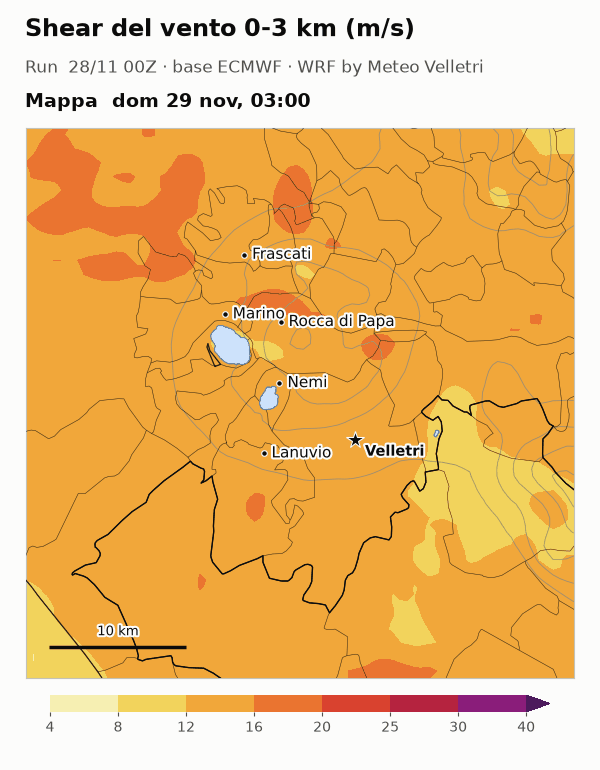 Shear del vento 0-3 km (m/s)
Run  28/11 00Z · base ECMWF · WRF by Meteo Velletri
Mappa  dom 29 nov, 03:00
Frascati
Marino
Rocca di Papa
Nemi
Velletri
Lanuvio
10 km
4 8 12 16 20 25 30 40